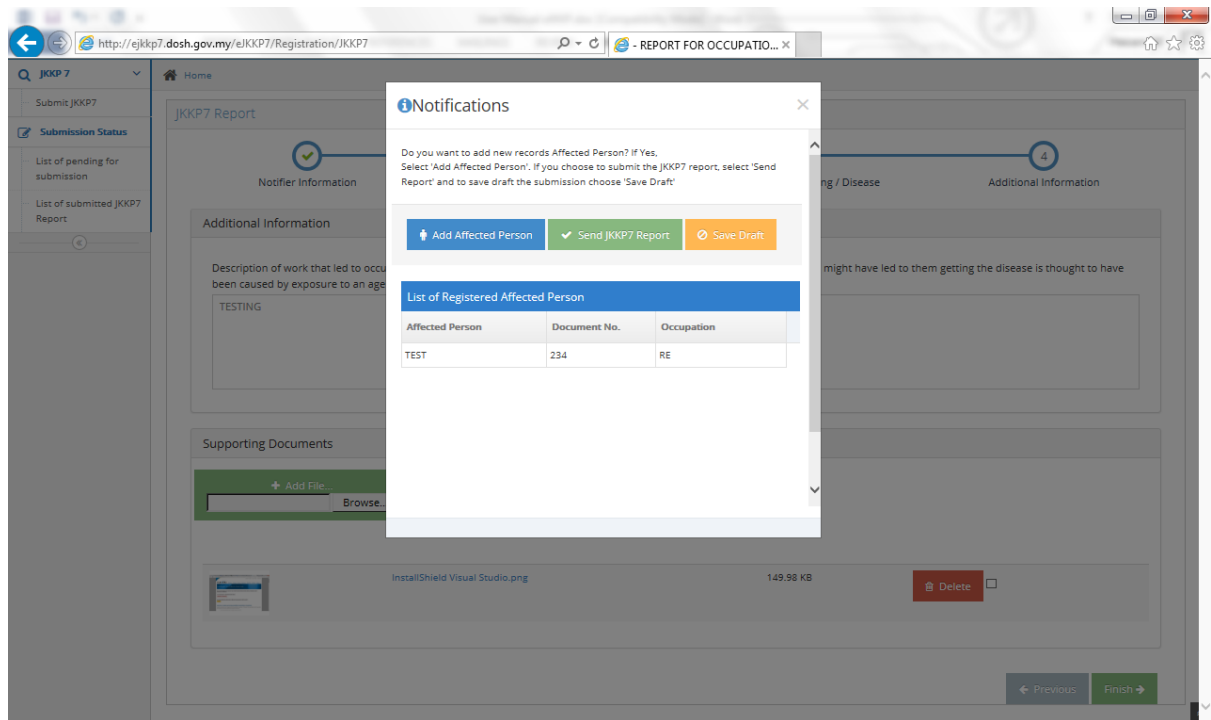 http://ejkkp7.dosh.gov.my/eJKKP7/Registration/JKKP7
- REPORT FOR OCCUPATIO...
JKKP 7
Submit JKKP7
Submission Status
List of pending for
submission
List of submitted JKKP7
Report
Home
JKKP7 Report
Notifier Information
ng / Disease
4
Additional Information
Additional Information
Description of work that led to occu
might have led to them getting the disease is thought to have
been caused by exposure to an age
TESTING
Supporting Documents
+ Add File...
Browse..
InstallShield Visual Studio.png
149.98 KB
Delete
Previous
Finish
Notifications
Do you want to add new records Affected Person? If Yes,
Select 'Add Affected Person'. If you choose to submit the JKKP7 report, select 'Send
Report' and to save draft the submission choose 'Save Draft'
Add Affected Person
Send JKKP7 Report
Save Draft
List of Registered Affected Person
Affected Person Document No. Occupation
TEST 234 RE